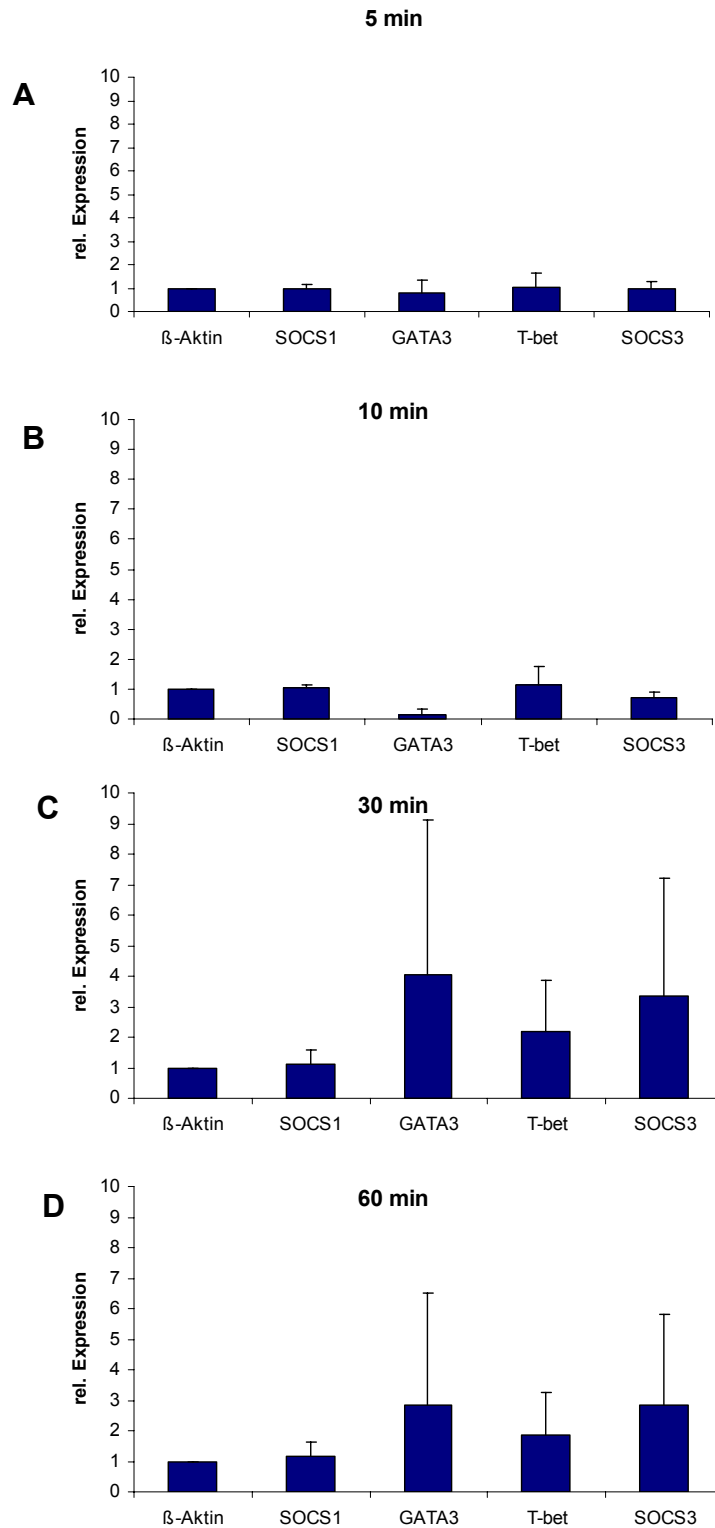 5 min
A
rel. Expression
10
9
8
7
6
5
4
3
2
1
0
ß-Aktin SOCS1 GATA3 T-bet SOCS3
10 min
B
rel. Expression
10
9
8
7
6
5
4
3
2
1
0
ß-Aktin SOCS1 GATA3 T-bet SOCS3
30 min
C
rel. Expression
10
9
8
7
6
5
4
3
2
1
0
ß-Aktin SOCS1 GATA3 T-bet SOCS3
60 min
D
rel. Expression
10
9
8
7
6
5
4
3
2
1
0
ß-Aktin SOCS1 GATA3 T-bet SOCS3